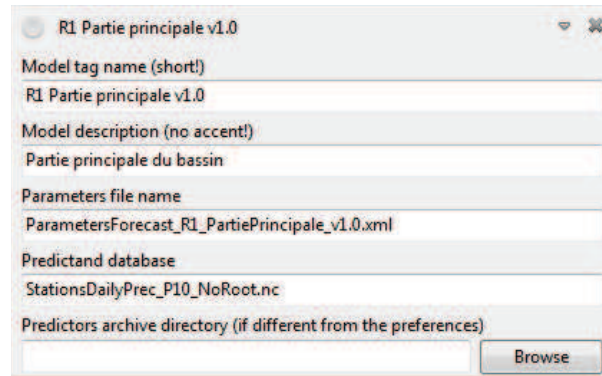 R1 Partie principale v1.0
Model tag name (short!)
R1 Partie principale v1.0
Model description (no accent!)
Partie principale du bassin
Parameters file name
ParametersForecast_R1_PartiePrincipale_v1.0.xml
Predictand database
StationsDailyPrec_P10_NoRoot.nc
Predictors archive directory (if different from the preferences)
Browse